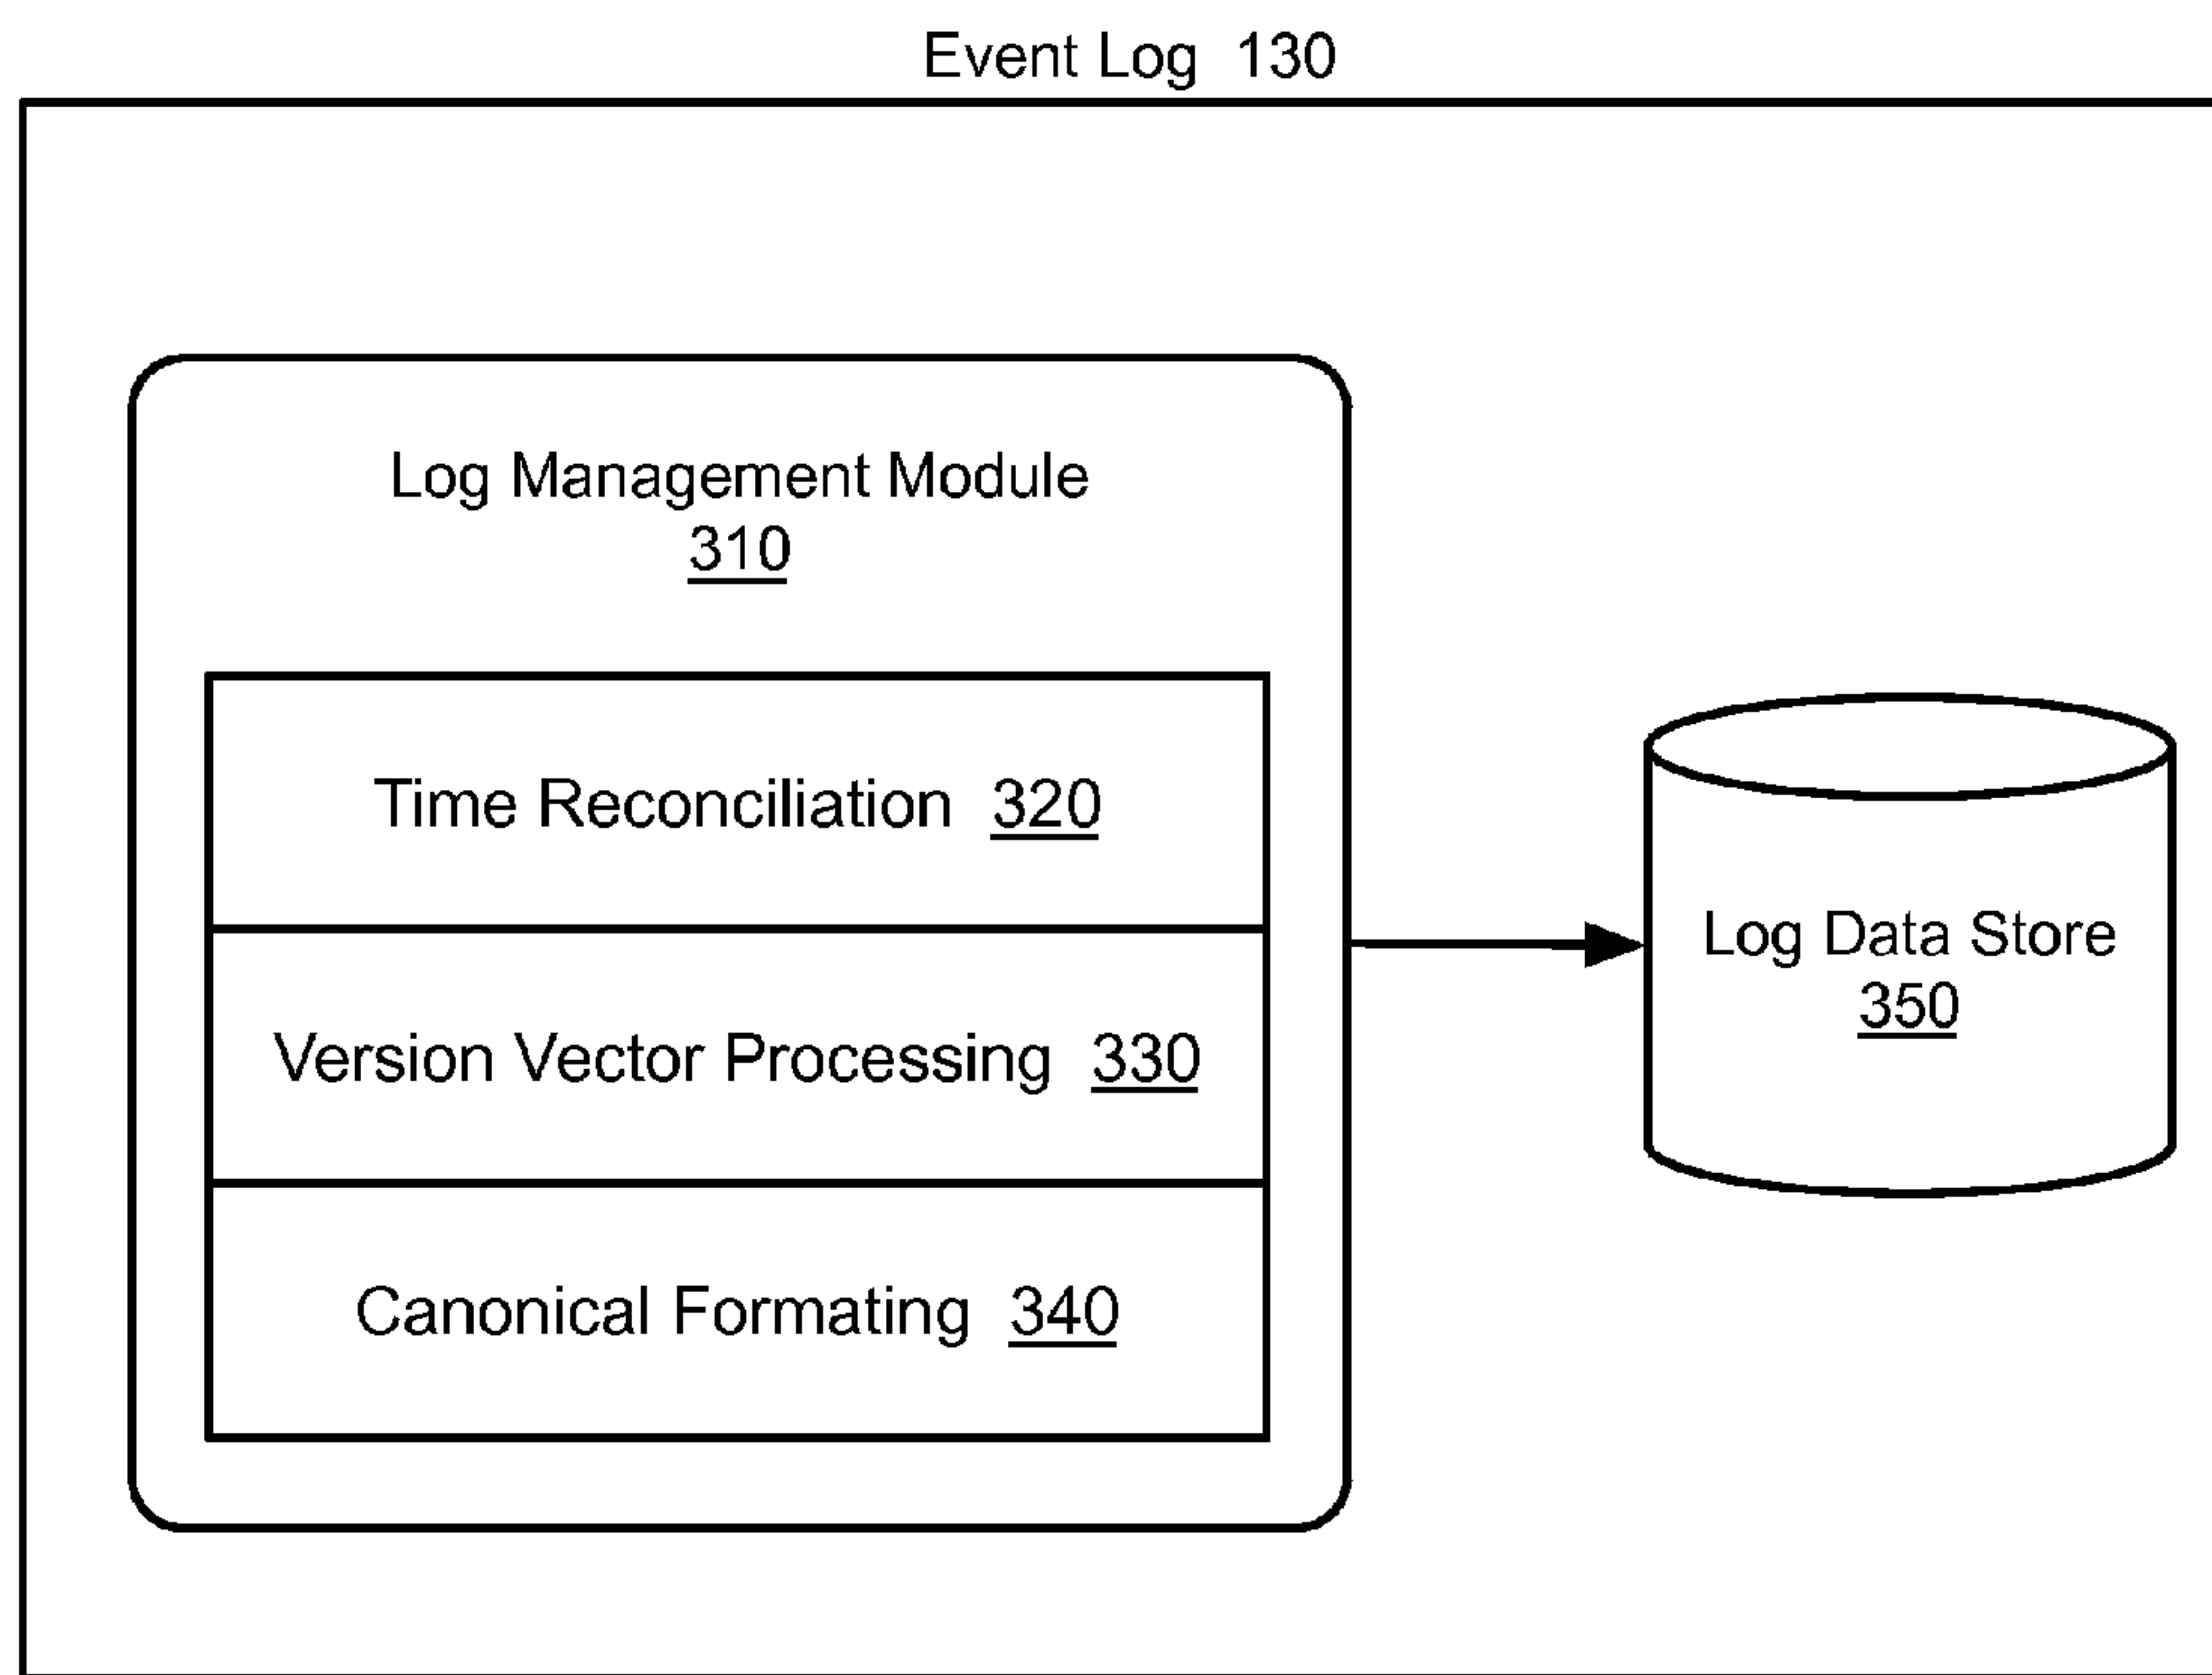 Event Log 130
Log Management Module
310
Time Reconciliation 320
Version Vector Processing 330
Canonical Formating 340
Log Data Store
350